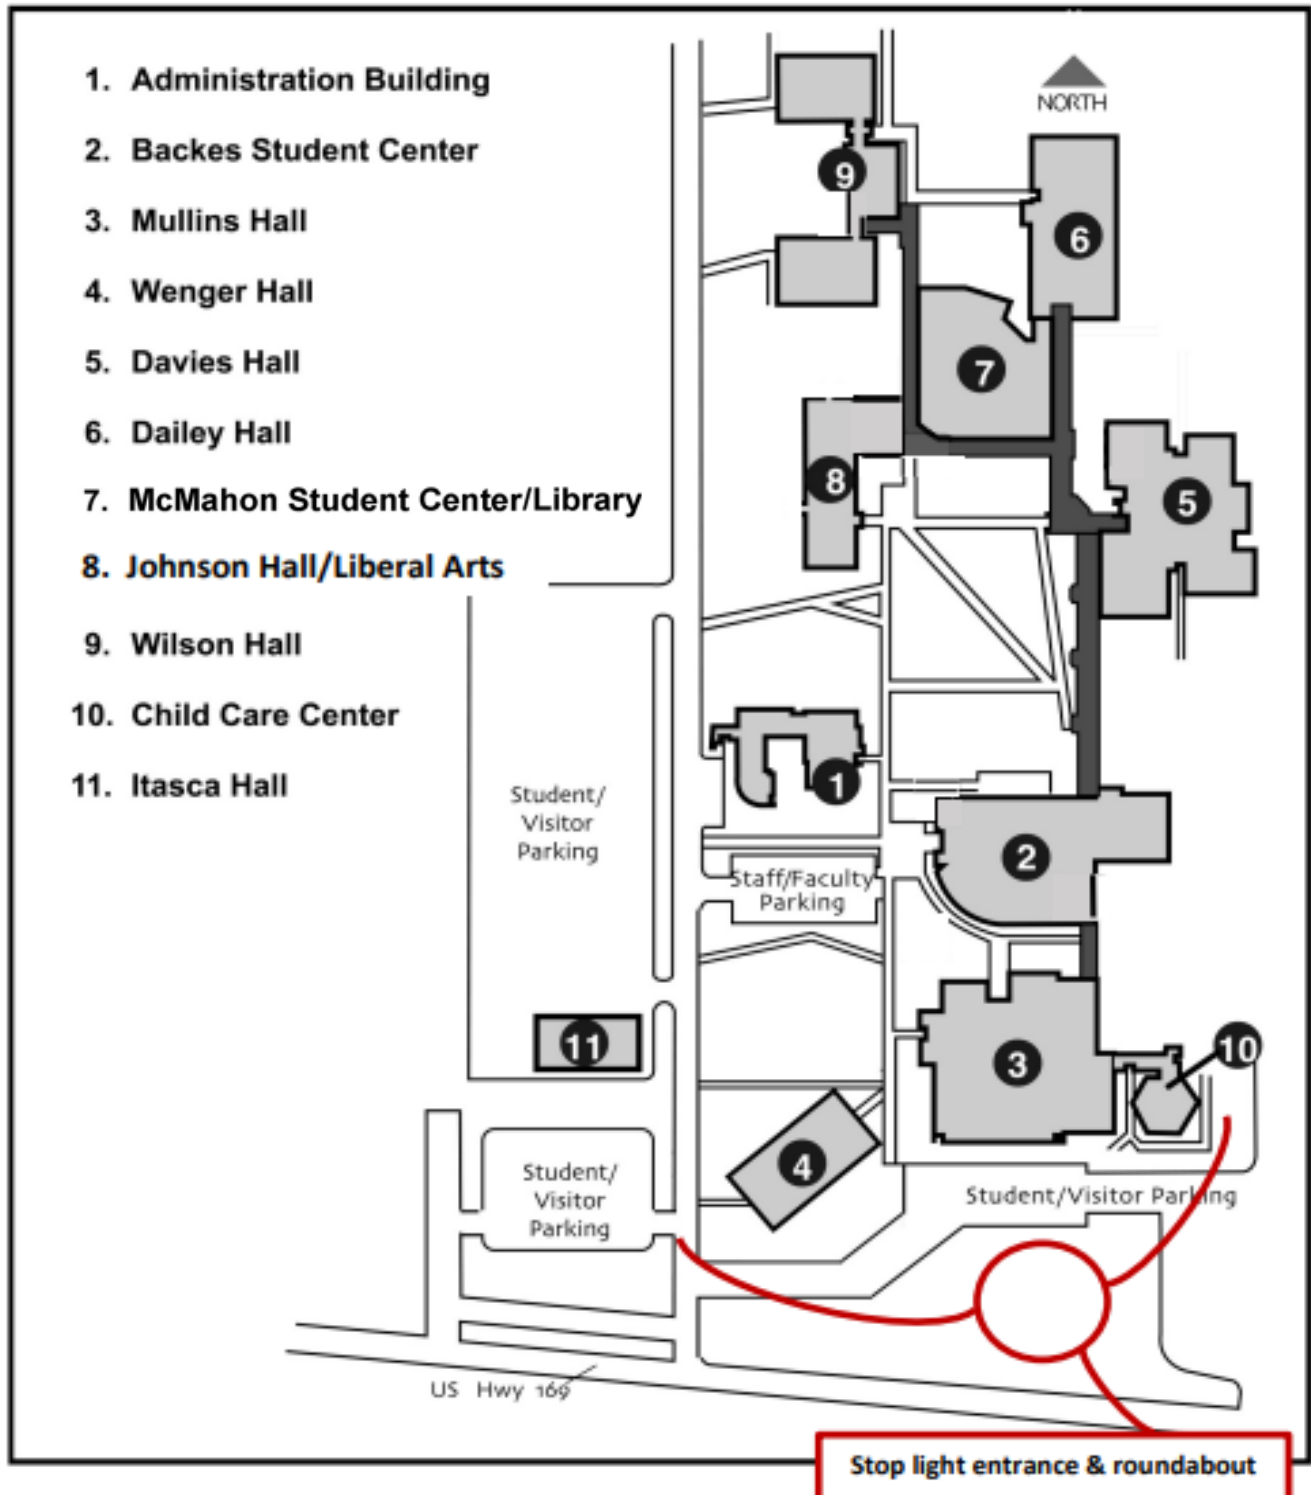 1. Administration Building
2. Backes Student Center
3. Mullins Hall
4. Wenger Hall
5. Davies Hall
6. Dailey Hall
7. McMahon Student Center/Library
8. Johnson Hall/Liberal Arts
9. Wilson Hall
10. Child Care Center
11. Itasca Hall
NORTH
9
6
7
8
5
1
2
Student/
Visitor
Parking
Staff/Faculty
Parking
11
3
10
4
Student/
Visitor
Parking
Student/Visitor Parking
US Hwy 169
Stop light entrance & roundabout